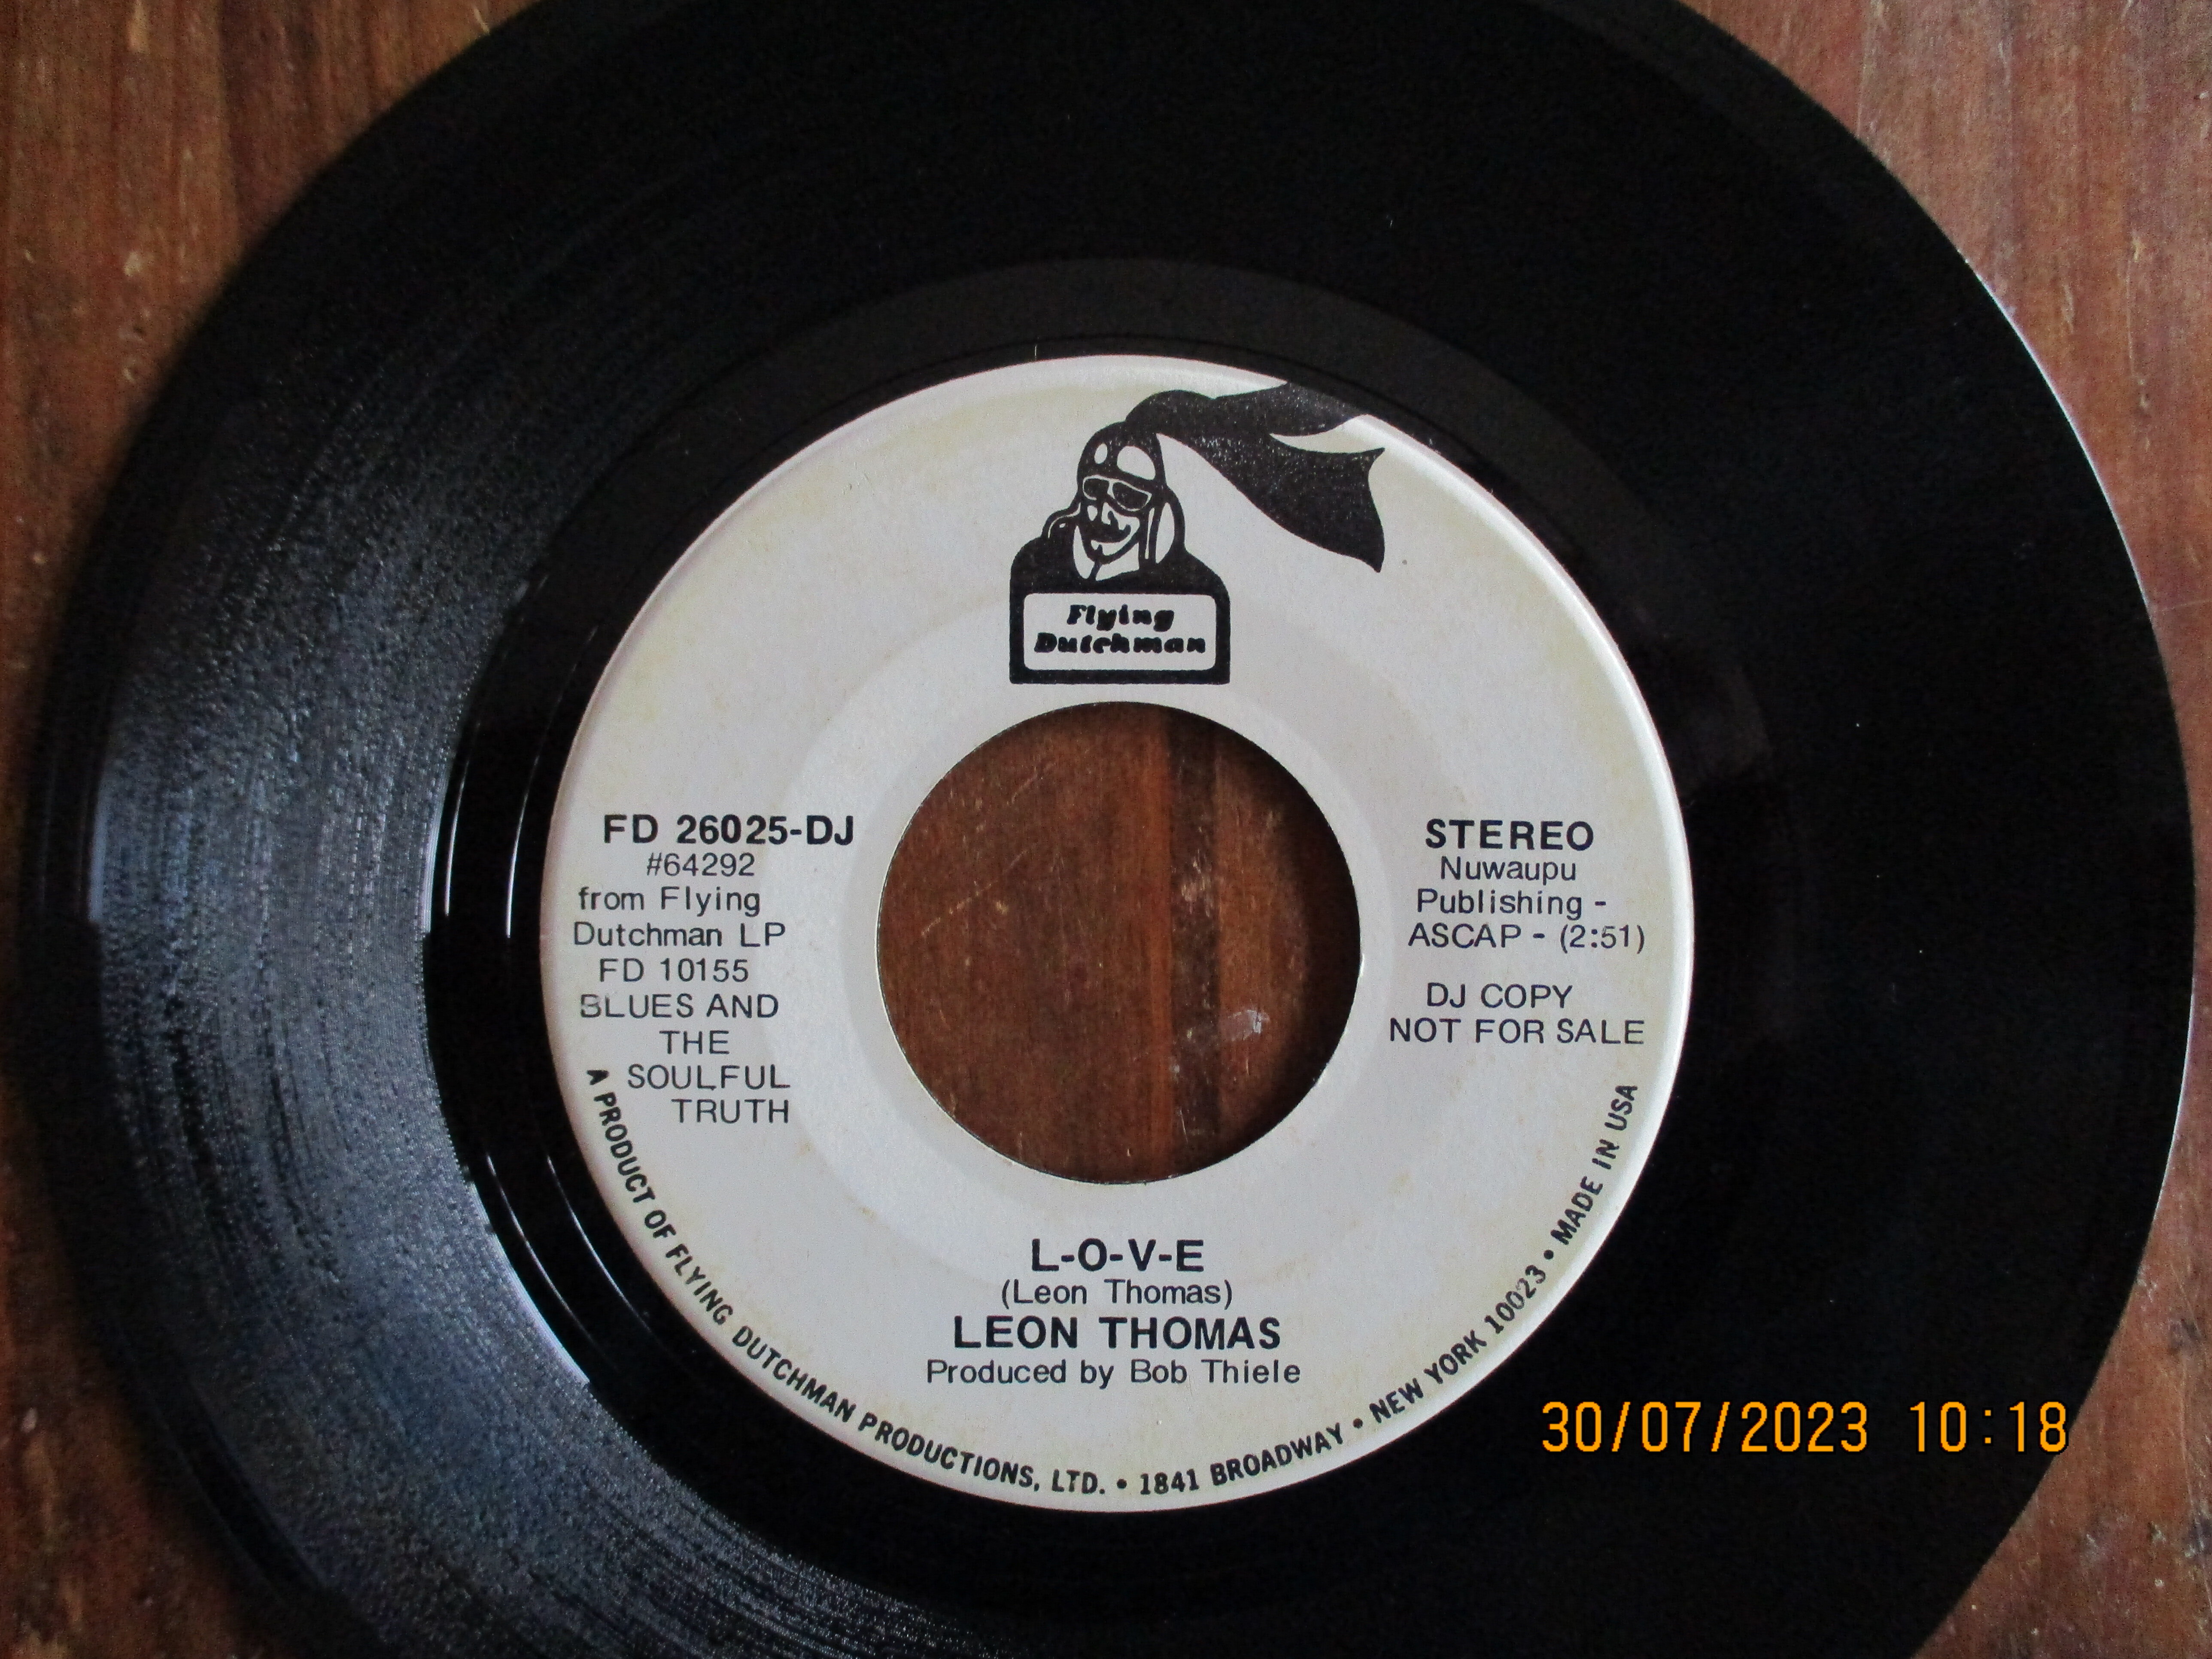 Flying
Dutchman
FD 26025-DJ
#64292
from Flying
Dutchman LP
FD 10155
BLUES AND
THE
SOULFUL
TRUTH
STEREO
Nuwaupu
Publishing -
ASCAP - (2:51)
DJ COPY
NOT FOR SALE
L-O-V-E
(Leon Thomas)
LEON THOMAS
Produced by Bob Thiele
A PRODUCT OF FLYING DUTCHMAN PRODUCTIONS, LTD. • 1841 BROADWAY • NEW YORK 10023 • MADE IN USA
30/07/2023 10:18